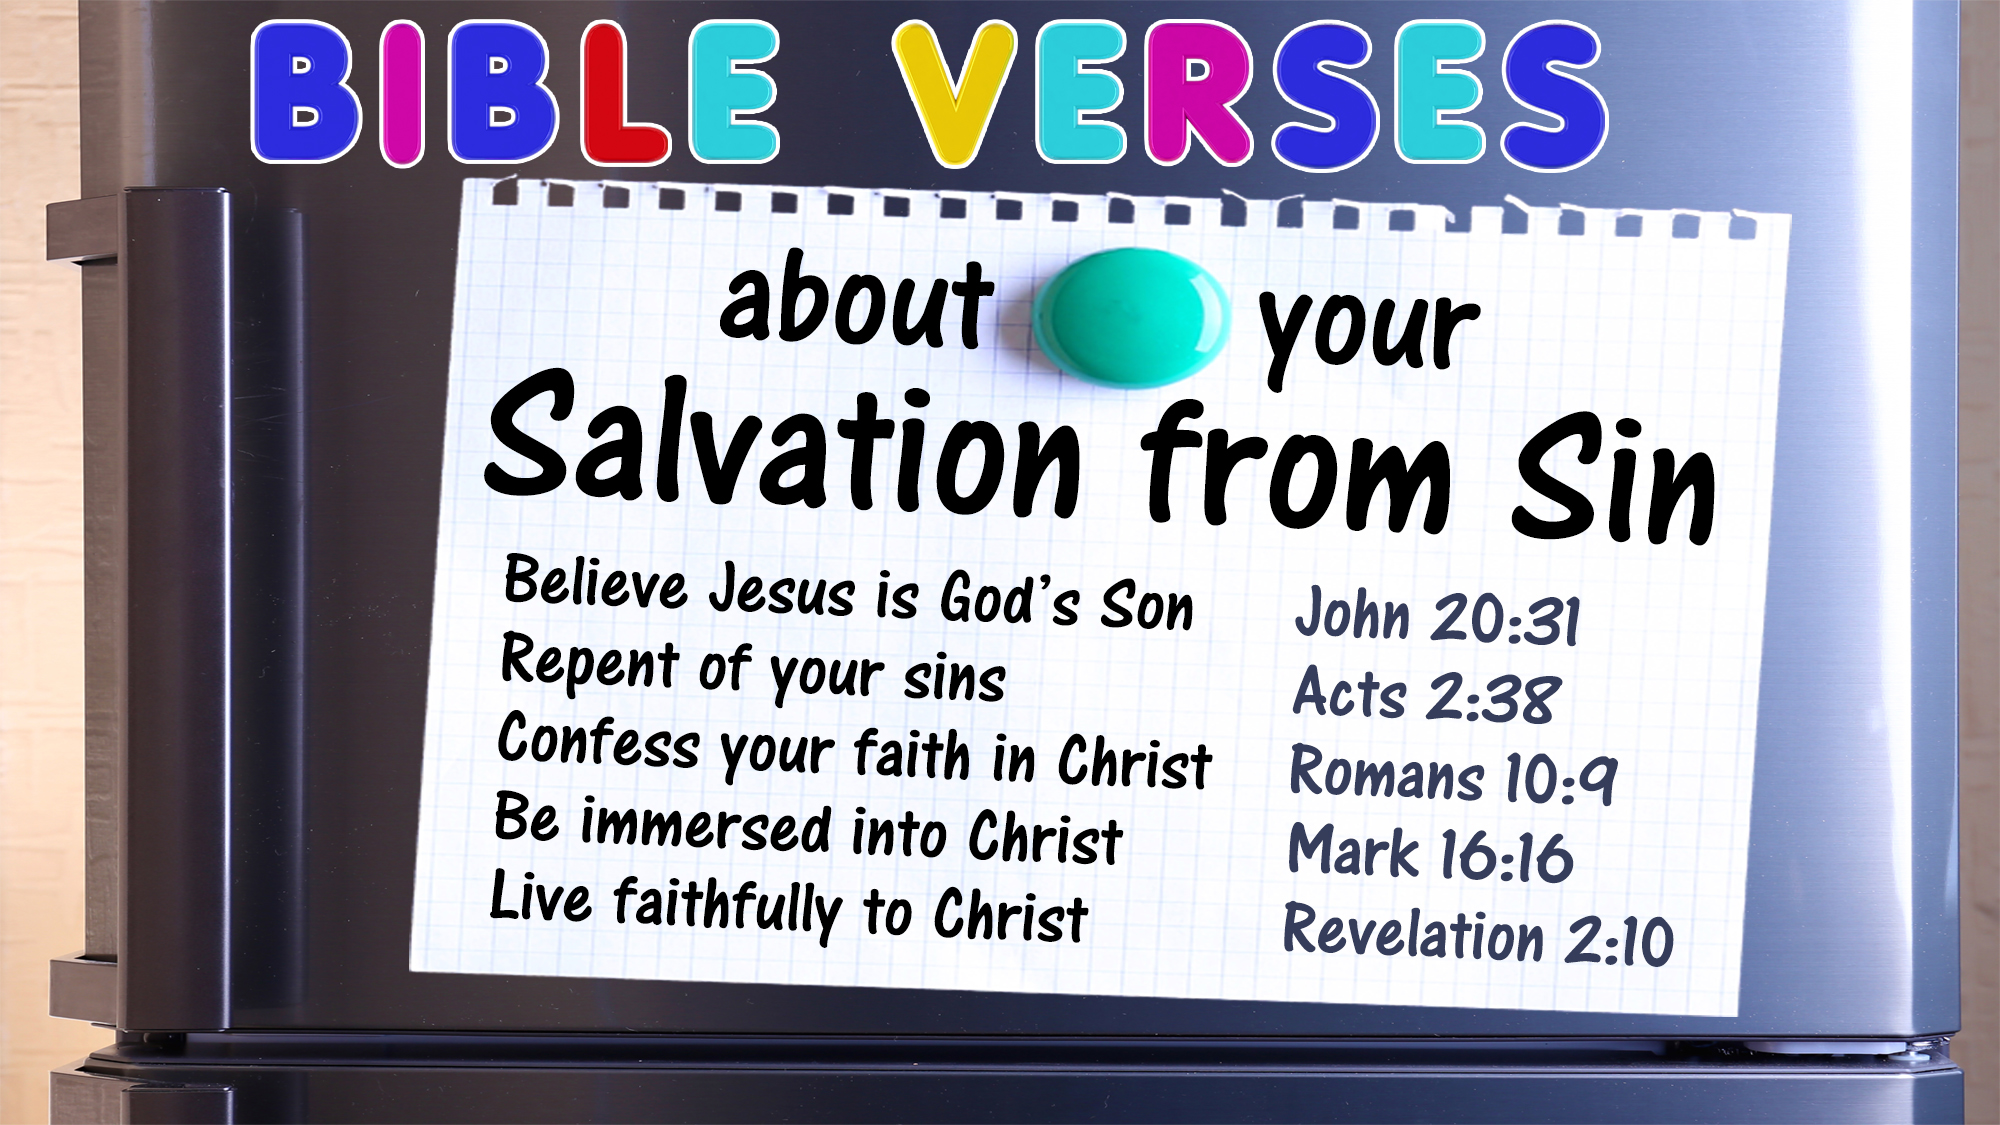 BIBLE VERSES
about your
Salvation from Sin
Believe Jesus is God's Son John 20:31
Repent of your sins Acts 2:38
Confess your faith in Christ Romans 10:9
Be immersed into Christ Mark 16:16
Live faithfully to Christ Revelation 2:10